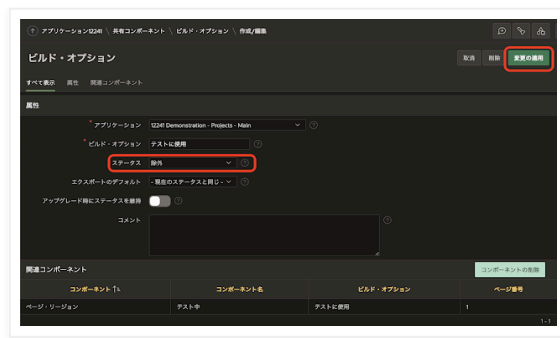 アプリケーション12241 \ 共有コンポーネント \ ビルド・オプション \ 作成/編集
ビルド・オプション
取消 削除 変更の適用
すべて表示 属性 関連コンポーネント
属性
* アプリケーション 12241 Demonstration - Projects - Main
* ビルド・オプション テストに使用
ステータス 除外
エクスポートのデフォルト - 現在のステータスと同じ -
アップグレード時にステータスを維持
コメント
関連コンポーネント コンポーネントの削除
コンポーネント ↑ コンポーネント名 ビルド・オプション ページ番号
ページ・リージョン テスト中 テストに使用 1
1 - 1